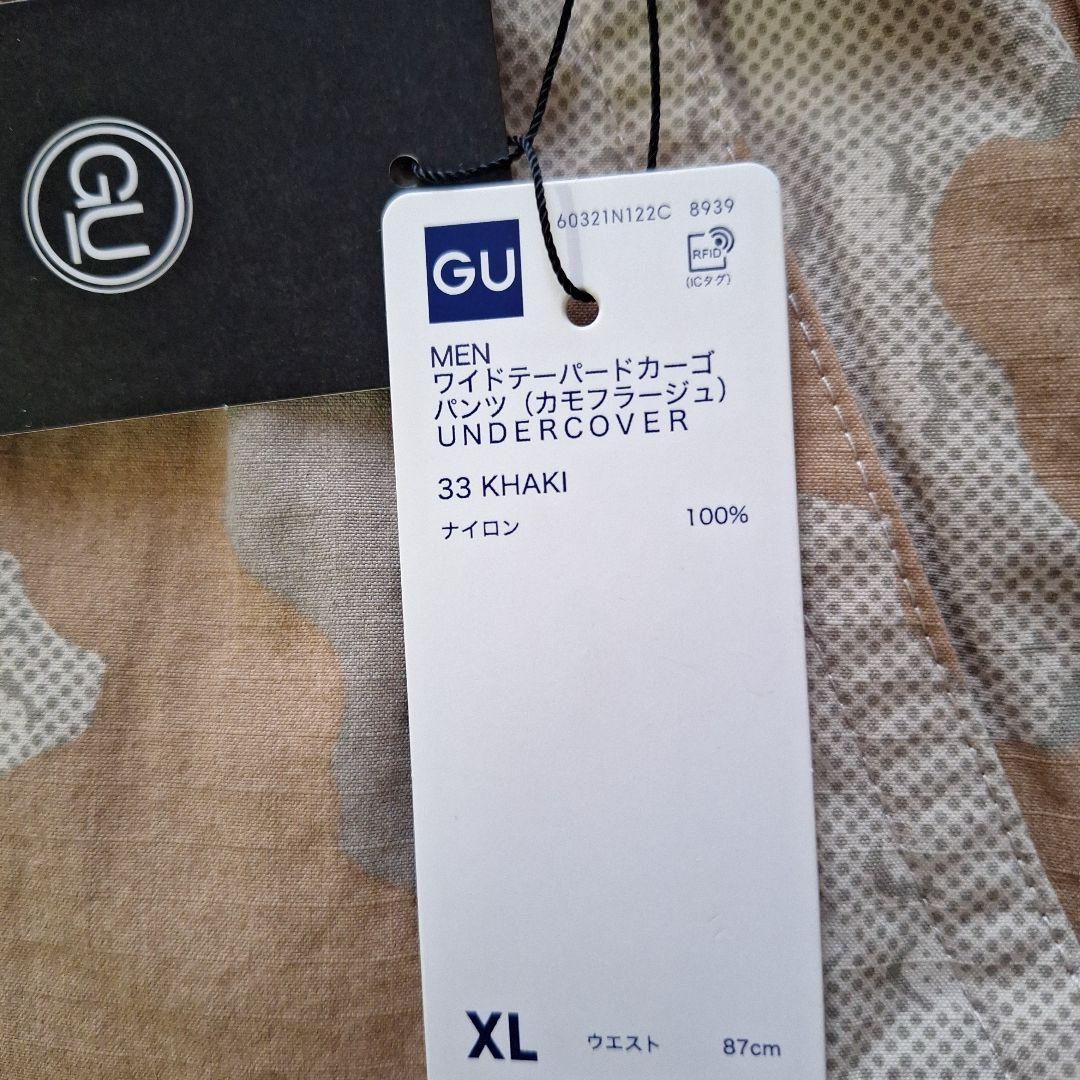 GU
60321N122C 8939
GU
RFID
(ICタグ)
MEN
ワイドテーパードカーゴ
パンツ（カモフラージュ）
UNDERCOVER
33 KHAKI
ナイロン 100%
XL ウエスト 87cm